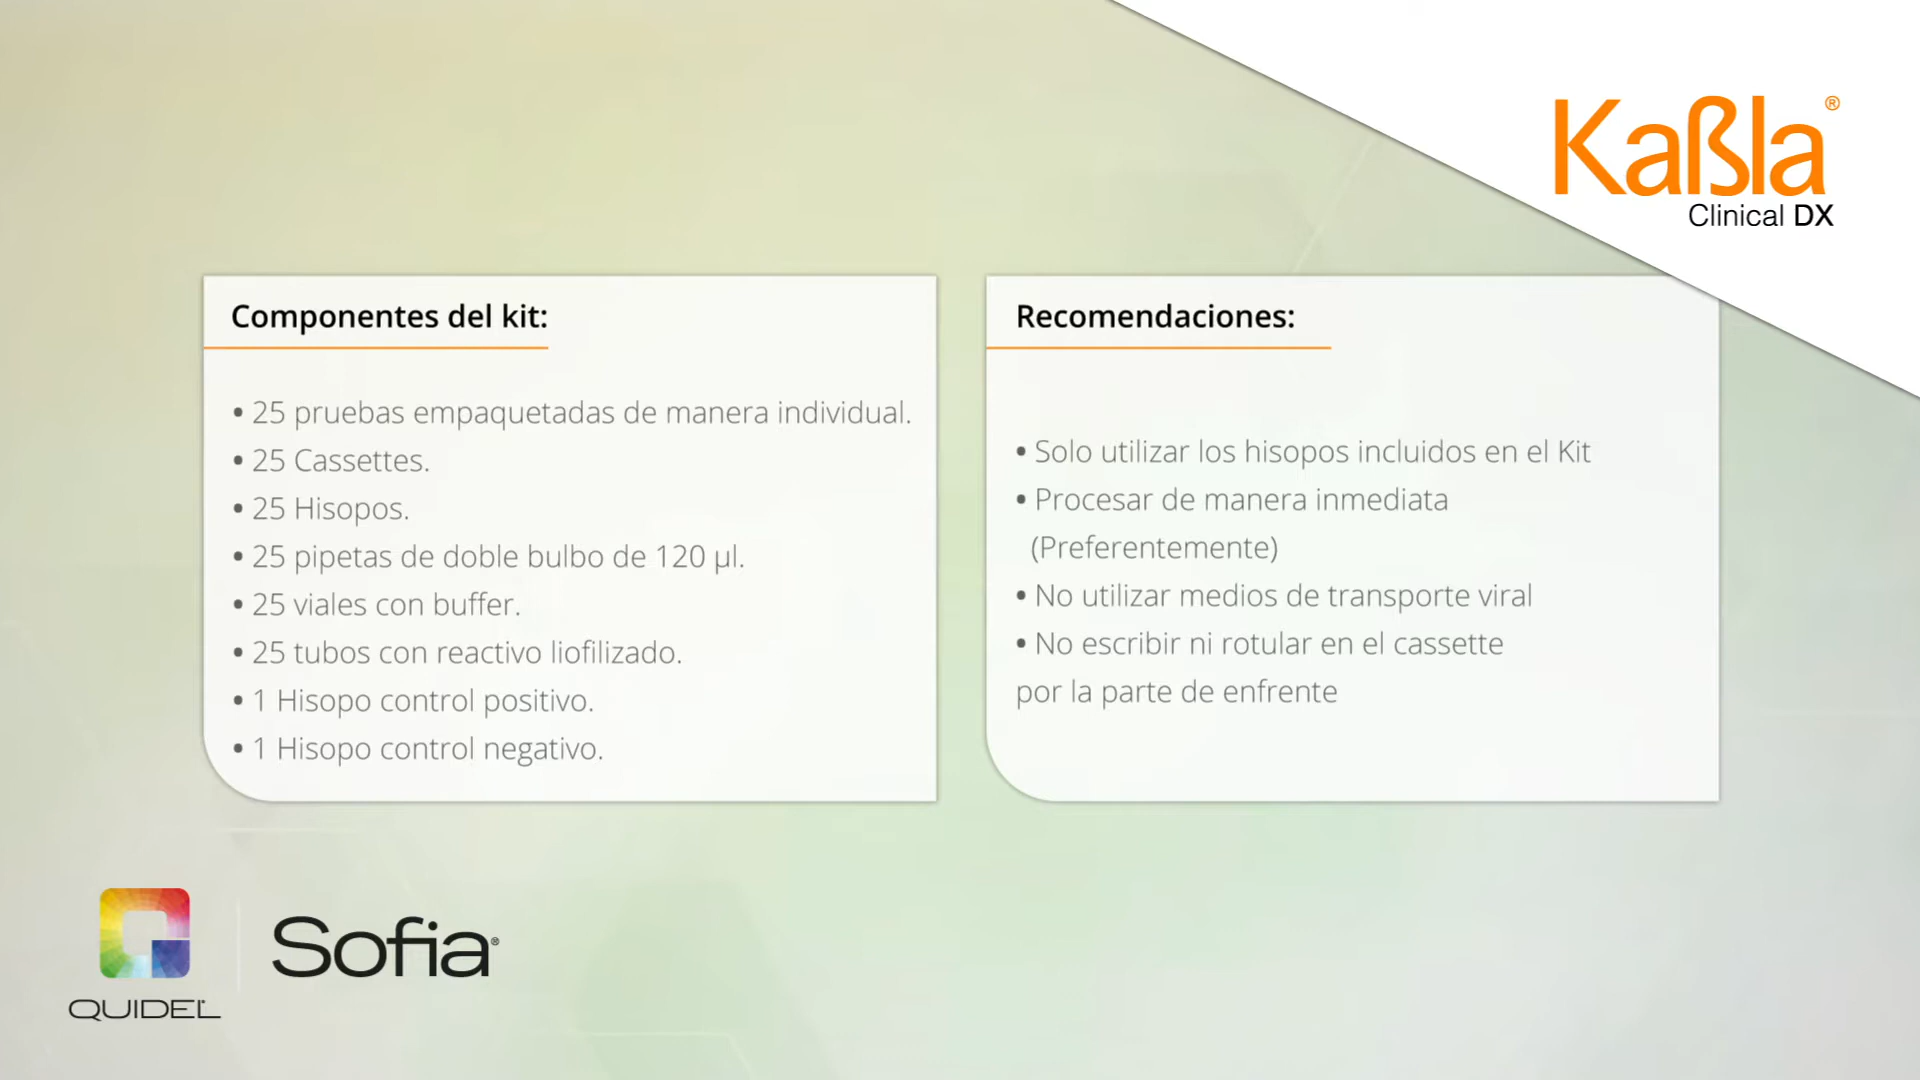 Kaßla®
Clinical DX
Componentes del kit:
• 25 pruebas empaquetadas de manera individual.
• 25 Cassettes.
• 25 Hisopos.
• 25 pipetas de doble bulbo de 120 µl.
• 25 viales con buffer.
• 25 tubos con reactivo liofilizado.
• 1 Hisopo control positivo.
• 1 Hisopo control negativo.
Recomendaciones:
• Solo utilizar los hisopos incluidos en el Kit
• Procesar de manera inmediata
(Preferentemente)
• No utilizar medios de transporte viral
• No escribir ni rotular en el cassette
por la parte de enfrente
QUIDEL
Sofia®